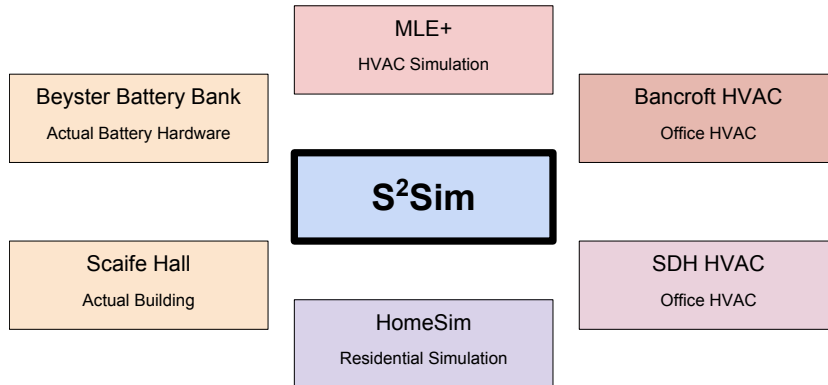 MLE+
HVAC Simulation
Beyster Battery Bank
Actual Battery Hardware
Bancroft HVAC
Office HVAC
S²Sim
Scaife Hall
Actual Building
SDH HVAC
Office HVAC
HomeSim
Residential Simulation